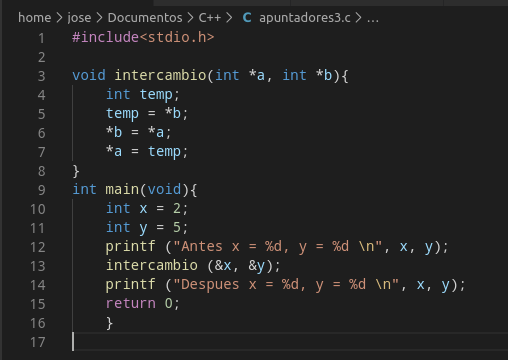 home > jose > Documentos > C++ > C apuntadores3.c > ...
1 #include<stdio.h>
2
3 void intercambio(int *a, int *b){
4     int temp;
5     temp = *b;
6     *b = *a;
7     *a = temp;
8 }
9 int main(void){
10     int x = 2;
11     int y = 5;
12     printf ("Antes x = %d, y = %d \n", x, y);
13     intercambio (&x, &y);
14     printf ("Despues x = %d, y = %d \n", x, y);
15     return 0;
16     }
17